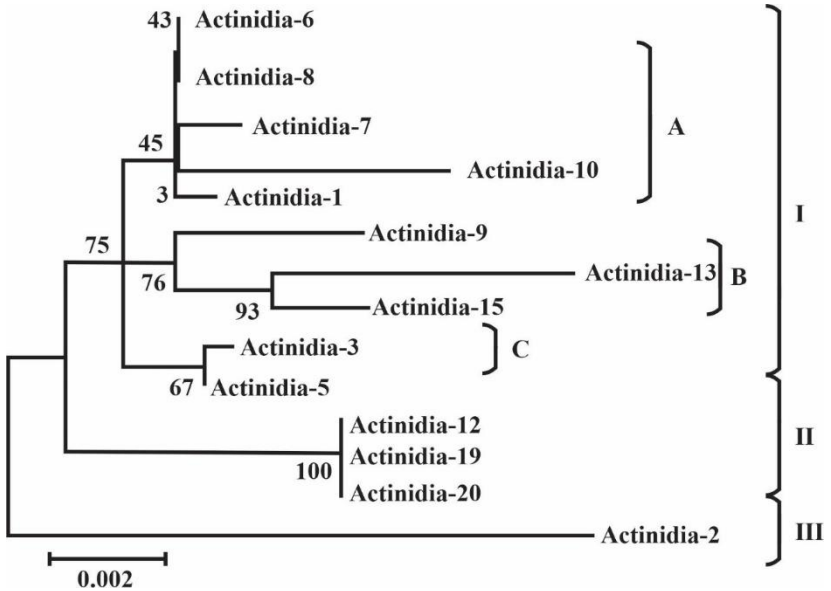 43
Actinidia-6
Actinidia-8
A
Actinidia-7
45
Actinidia-10
3
Actinidia-1
I
Actinidia-9
75
76
Actinidia-13
B
93
Actinidia-15
Actinidia-3
C
67
Actinidia-5
Actinidia-12
II
Actinidia-19
100
Actinidia-20
Actinidia-2
III
0.002